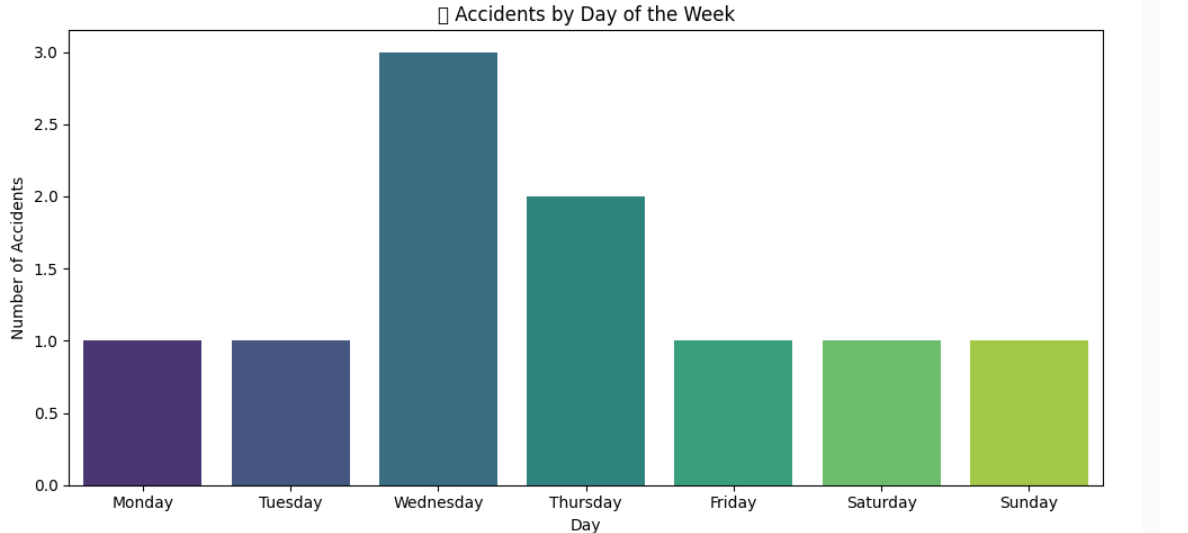 ▯ Accidents by Day of the Week
3.0
2.5
2.0
1.5
1.0
0.5
0.0
Number of Accidents
Monday Tuesday Wednesday Thursday Friday Saturday Sunday
Day